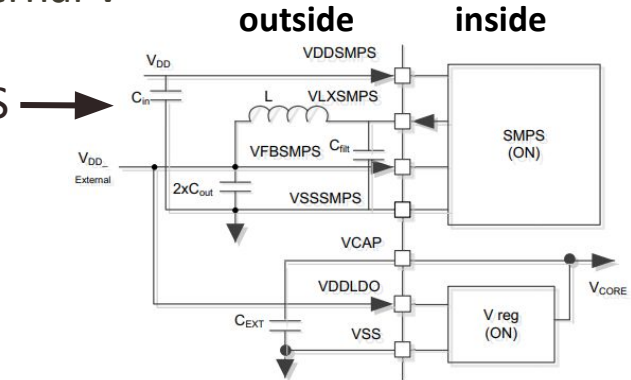 outside inside
VDDSMPS
VDD
Cin
L VLXSMPS
S
SMPS
(ON)
VFBSMPS Cfilt
VDD_
External
2xCout
VSSSMPS
VCAP
VCORE
VDDLDO
CEXT
V reg
(ON)
VSS